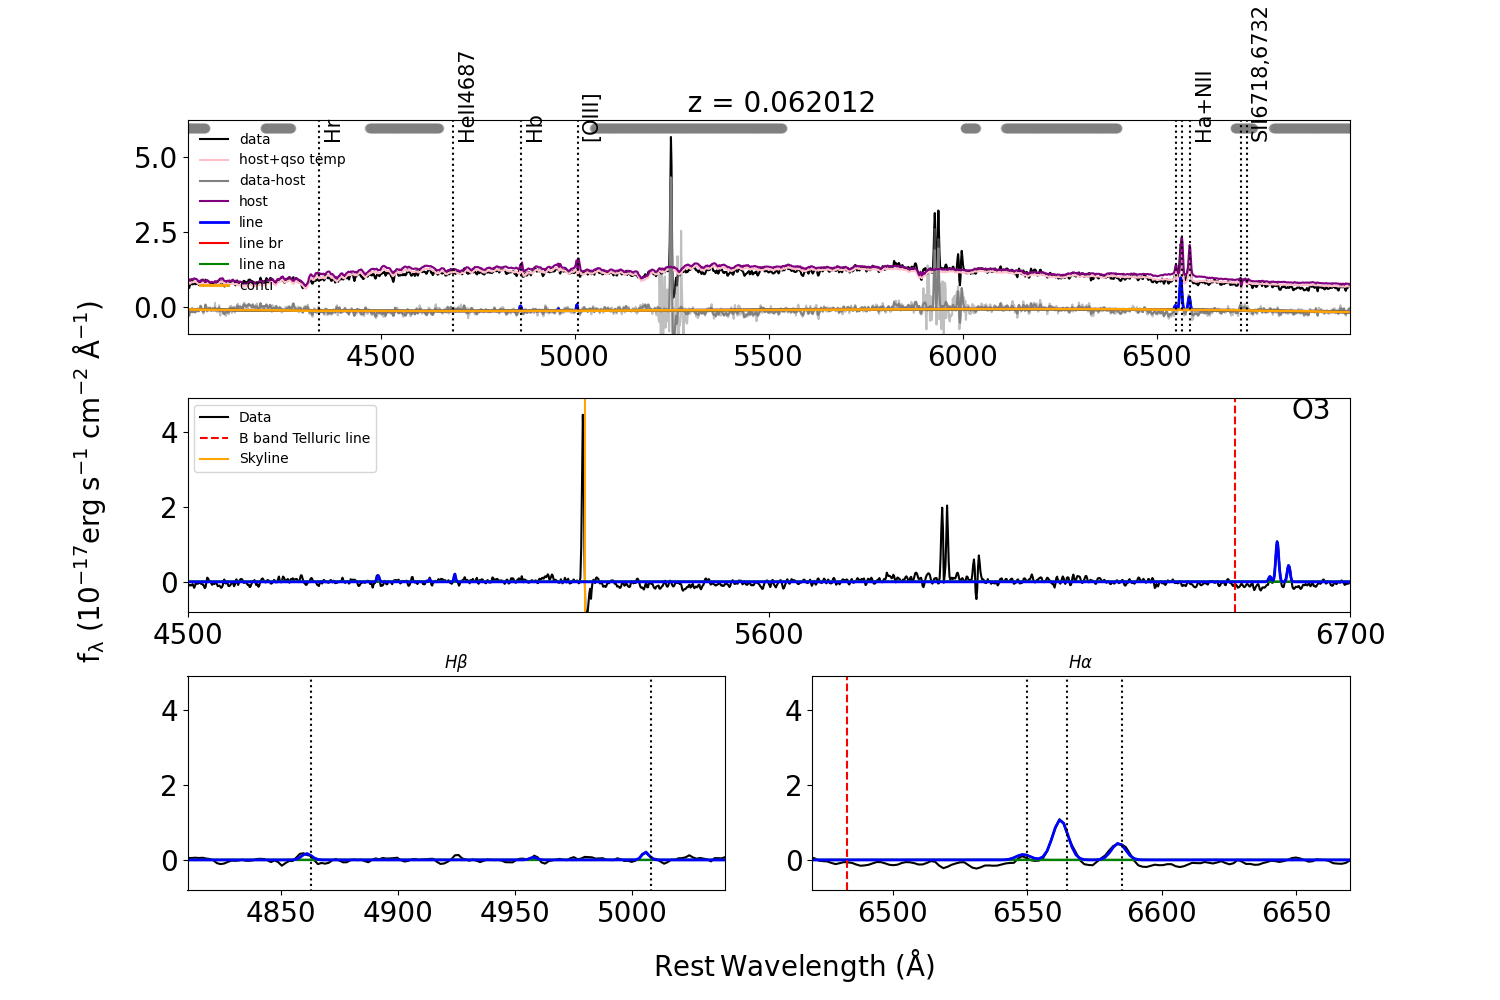 z = 0.062012
Hr
HeII4687
Hb
[OIII]
Ha+NII
SII6718,6732
data
host+qso temp
data-host
host
line
line br
line na
conti
5.0
2.5
0.0
4500 5000 5500 6000 6500
O3
Data
B band Telluric line
Skyline
4
2
0
4500 5600 6700
fλ (10−17erg s−1 cm−2 Å−1)
Hβ
4
2
0
4850 4900 4950 5000
Hα
4
2
0
6500 6550 6600 6650
Rest Wavelength (Å)